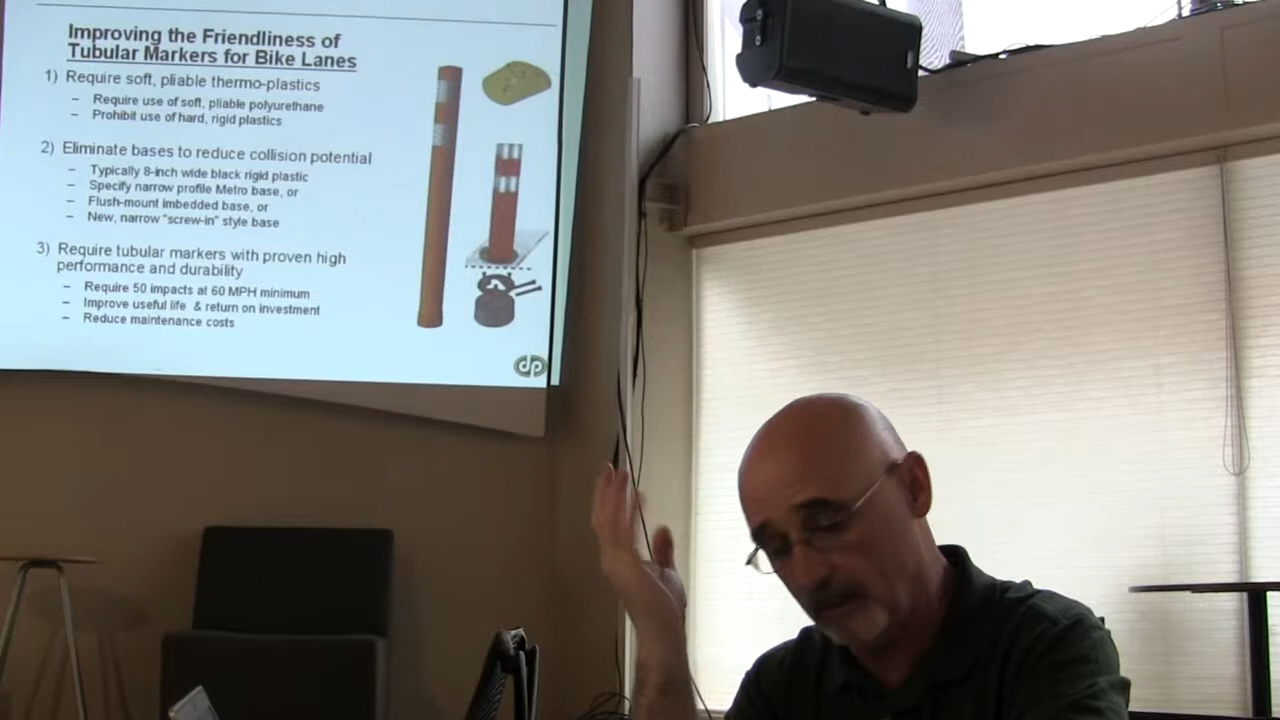 Improving the Friendliness of
Tubular Markers for Bike Lanes
1) Require soft, pliable thermo-plastics
– Require use of soft, pliable polyurethane
– Prohibit use of hard, rigid plastics
2) Eliminate bases to reduce collision potential
– Typically 8-inch wide black rigid plastic
– Specify narrow profile Metro base, or
– Flush-mount imbedded base, or
– New, narrow "screw-in" style base
3) Require tubular markers with proven high
performance and durability
– Require 50 impacts at 60 MPH minimum
– Improve useful life & return on investment
– Reduce maintenance costs
dp